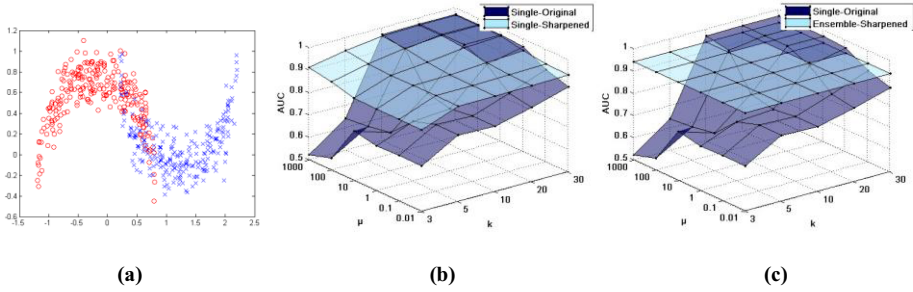 1.2
1
0.8
0.6
0.4
0.2
0
-0.2
-0.4
-0.6
-1.5 -1 -0.5 0 0.5 1 1.5 2 2.5
(a)
Single-Original
Single-Sharpened
AUC
1
0.9
0.8
0.7
0.6
0.5
1000 100 10 1 0.1 0.01
μ
3 5 10 20 30
k
(b)
Single-Original
Ensemble-Sharpened
AUC
1
0.9
0.8
0.7
0.6
0.5
1000 100 10 1 0.1 0.01
μ
3 5 10 20 30
k
(c)